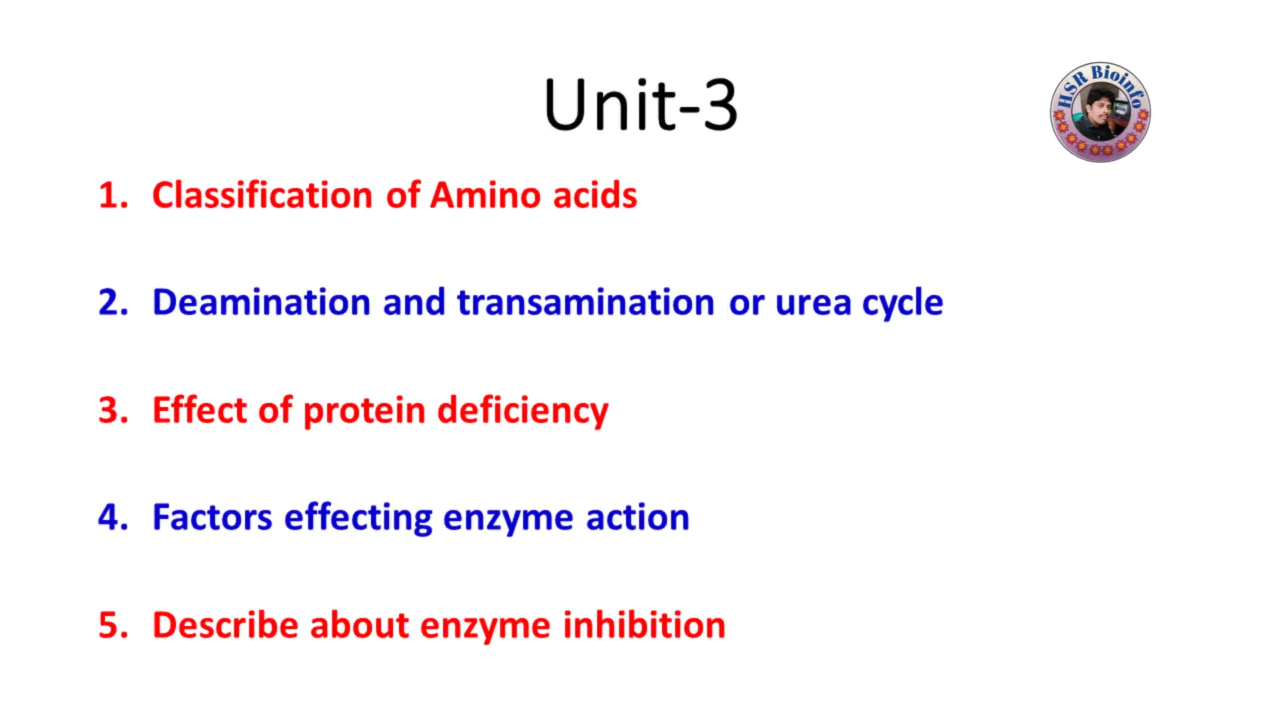 Unit-3
HSR Bioinfo
1. Classification of Amino acids
2. Deamination and transamination or urea cycle
3. Effect of protein deficiency
4. Factors effecting enzyme action
5. Describe about enzyme inhibition